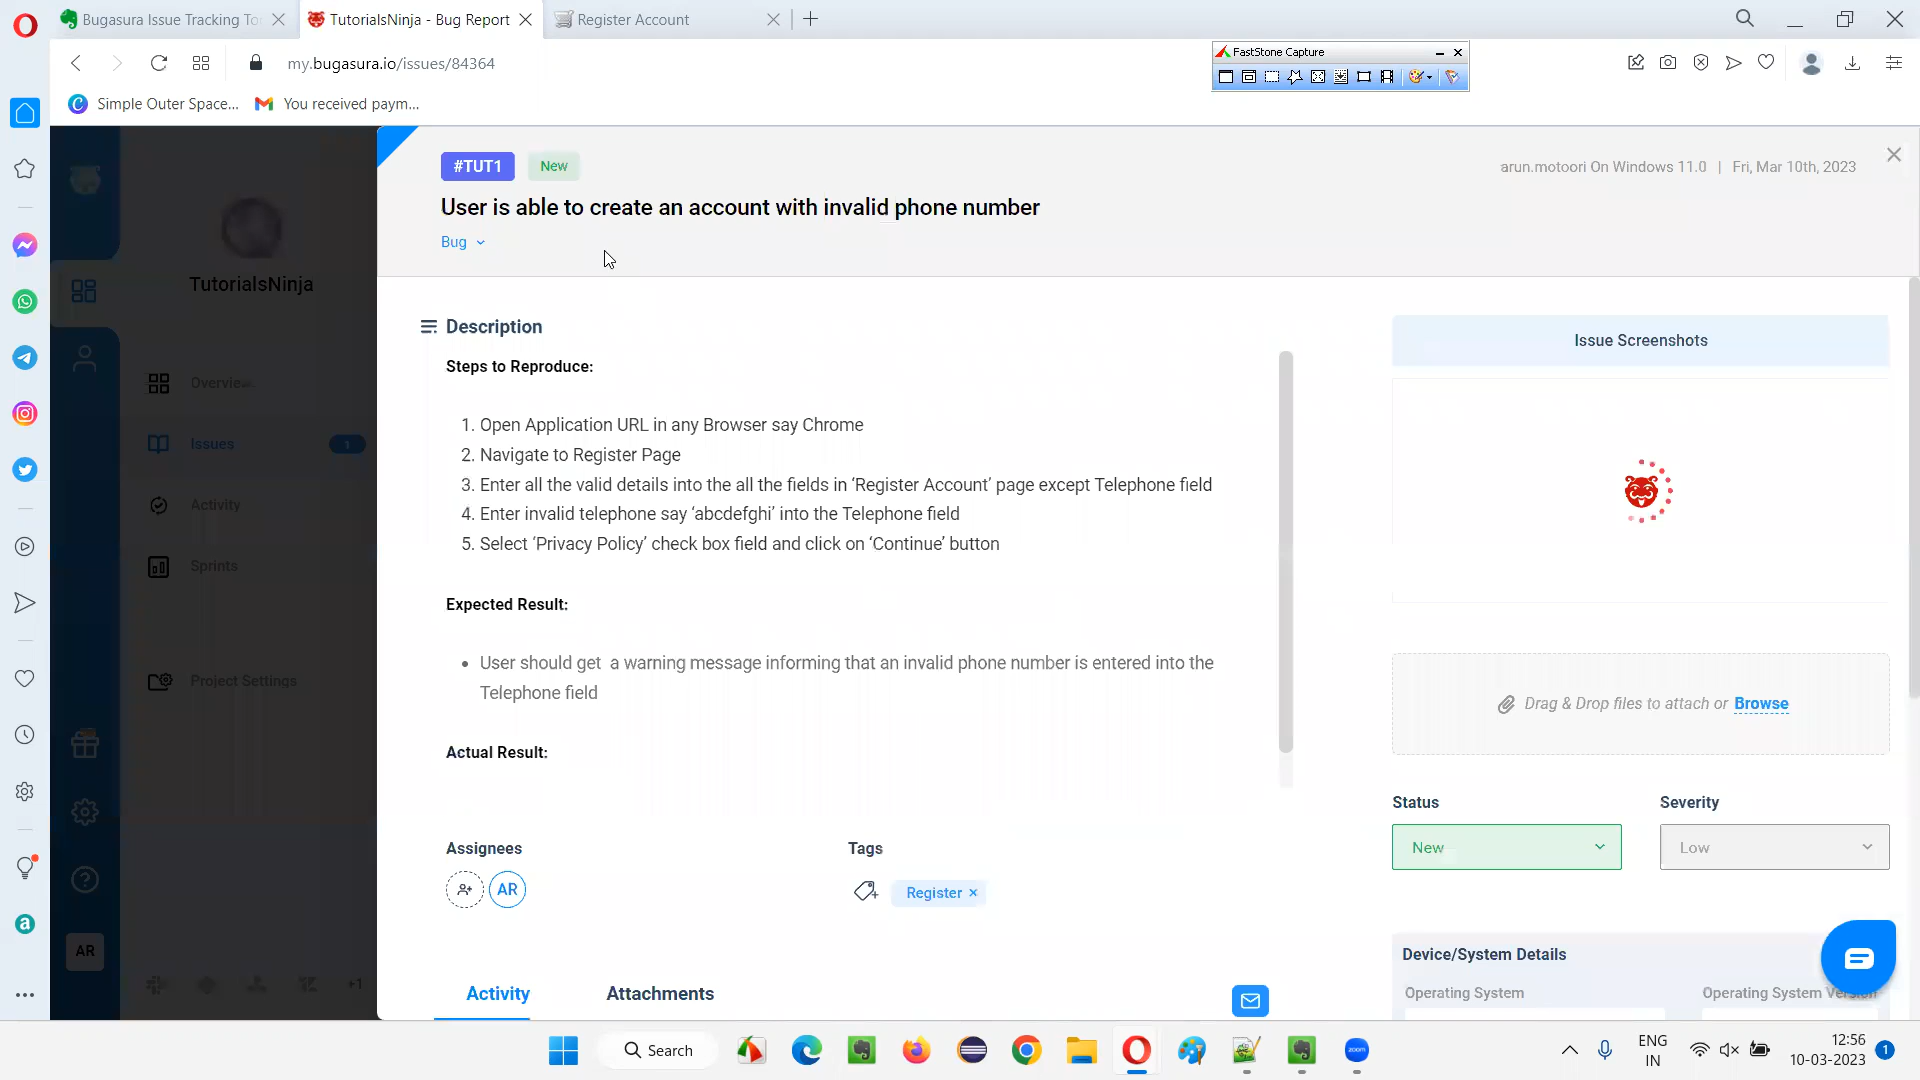 Bugasura Issue Tracking To
TutorialsNinja - Bug Report
Register Account
my.bugasura.io/issues/84364
FastStone Capture
Simple Outer Space...
You received paym...
#TUT1
New
arun.motoori On Windows 11.0 | Fri, Mar 10th, 2023
User is able to create an account with invalid phone number
Bug
TutorialsNinja
Overview
Issues
1
Activity
Sprints
Project Settings
AR
+1
Description
Steps to Reproduce:
1. Open Application URL in any Browser say Chrome
2. Navigate to Register Page
3. Enter all the valid details into the all the fields in ‘Register Account’ page except Telephone field
4. Enter invalid telephone say ‘abcdefghi’ into the Telephone field
5. Select ‘Privacy Policy’ check box field and click on ‘Continue’ button
Expected Result:
• User should get a warning message informing that an invalid phone number is entered into the
Telephone field
Actual Result:
Assignees
AR
Tags
Register ×
Activity
Attachments
Issue Screenshots
Drag & Drop files to attach or Browse
Status
Severity
New
Low
Device/System Details
Operating System
Operating System Version
Search
zoom
ENG
IN
12:56
10-03-2023
1